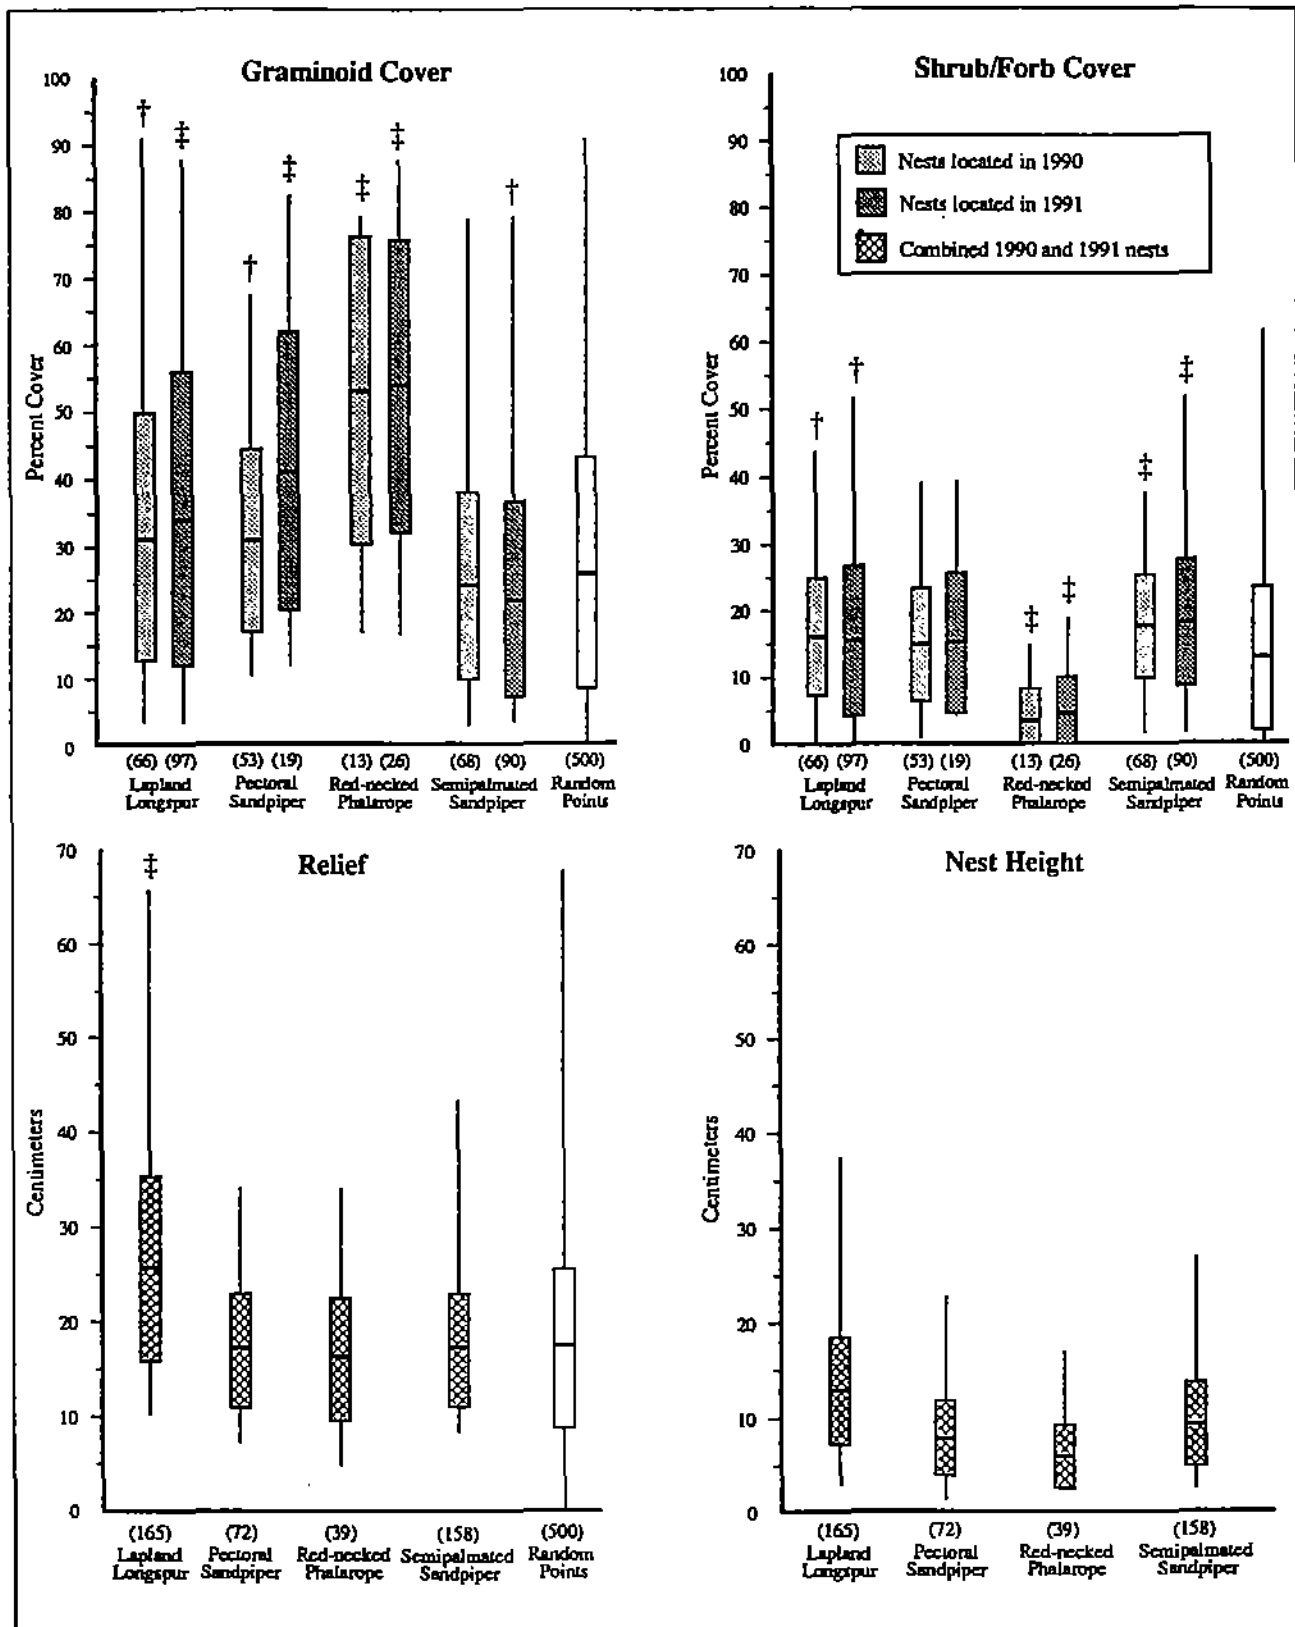 Graminoid Cover
100
90
80
70
60
50
40
30
20
10
0
Percent Cover
† ‡ † ‡ ‡ ‡ †
(66) (97) (53) (19) (13) (26) (68) (90) (500)
Lapland Pectoral Red-necked Semipalmated Random
Longspur Sandpiper Phalarope Sandpiper Points
Shrub/Forb Cover
100
90
80
70
60
50
40
30
20
10
0
Percent Cover
Nests located in 1990
Nests located in 1991
Combined 1990 and 1991 nests
† † ‡ ‡ ‡ ‡
(66) (97) (53) (19) (13) (26) (68) (90) (500)
Lapland Pectoral Red-necked Semipalmated Random
Longspur Sandpiper Phalarope Sandpiper Points
Relief
70
60
50
40
30
20
10
0
Centimeters
‡
(165) (72) (39) (158) (500)
Lapland Pectoral Red-necked Semipalmated Random
Longspur Sandpiper Phalarope Sandpiper Points
Nest Height
70
60
50
40
30
20
10
0
Centimeters
(165) (72) (39) (158)
Lapland Pectoral Red-necked Semipalmated
Longspur Sandpiper Phalarope Sandpiper